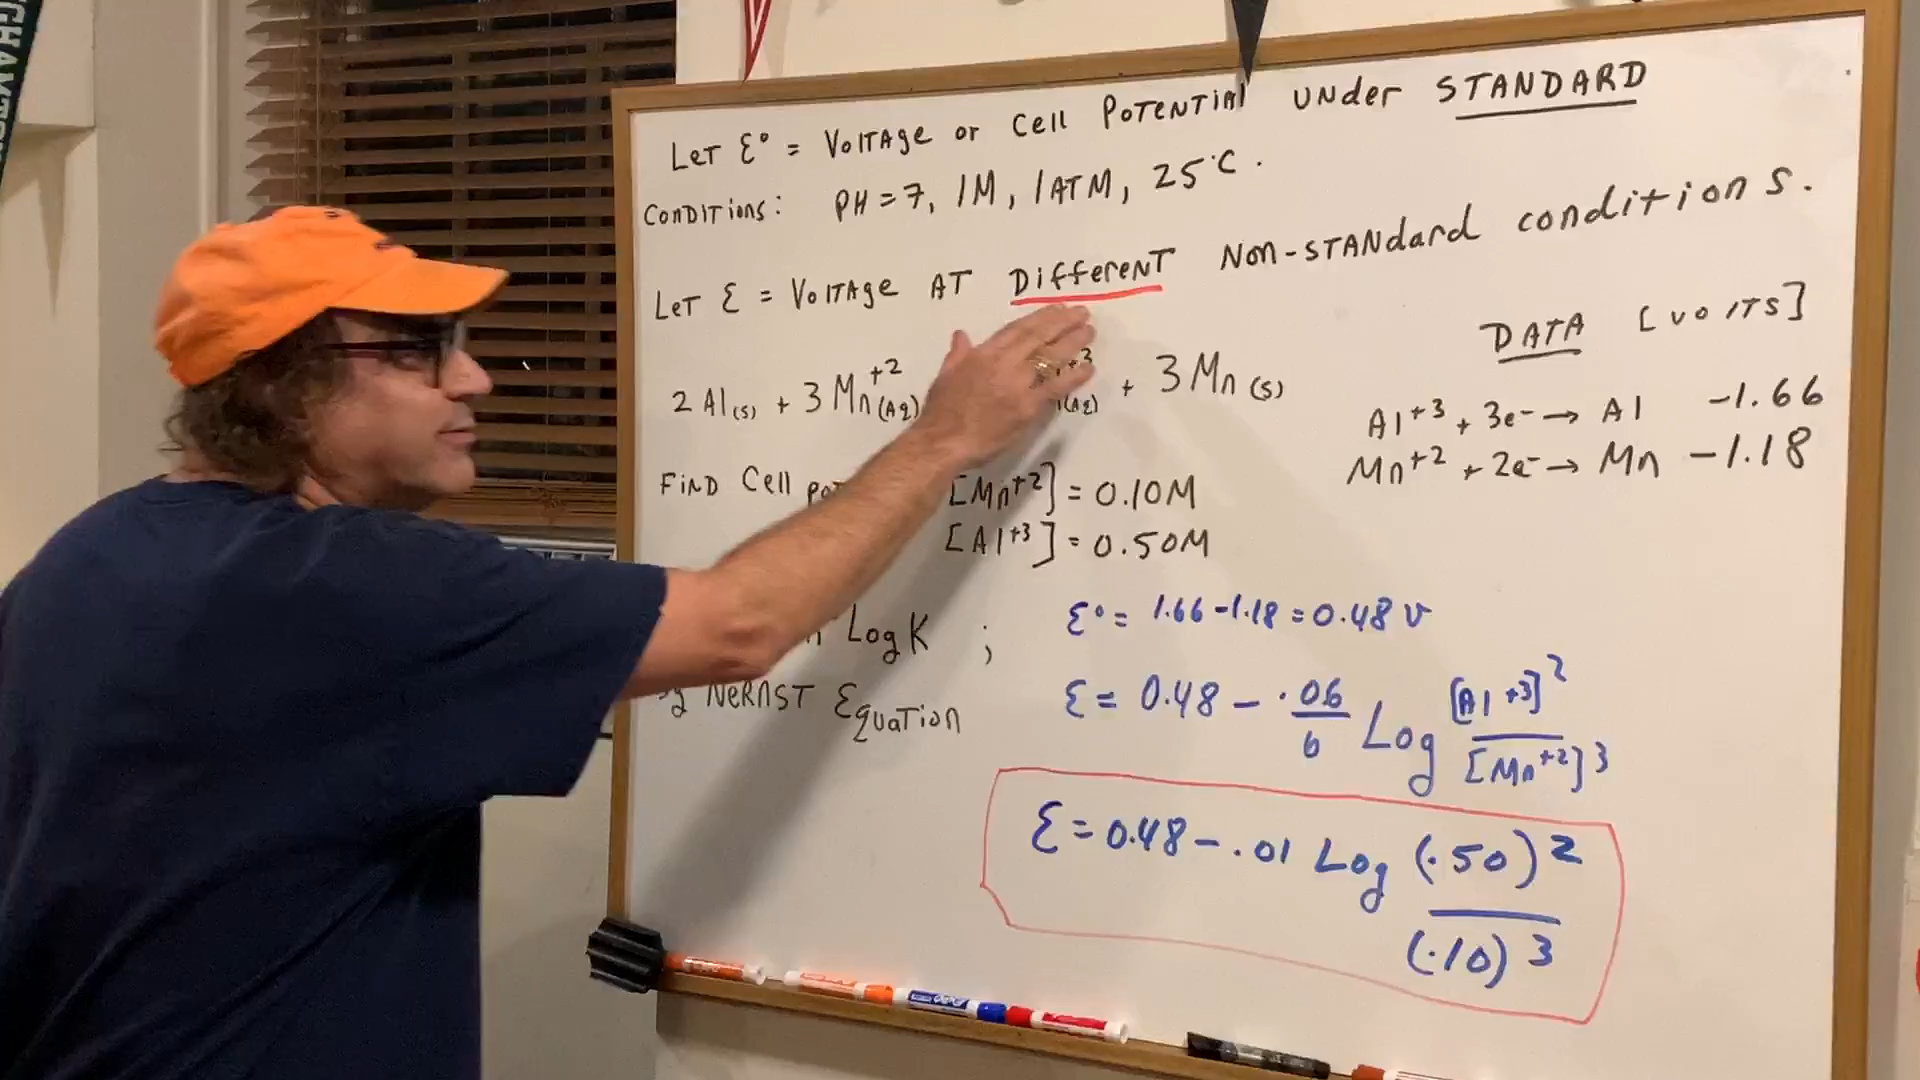 LET Ɛ° = VOLTAGE or Cell POTENTIAL UNDER STANDARD
CONDITIONS: PH = 7, 1M, 1ATM, 25°C.
LET Ɛ = VOLTAGE AT DifferENT NON-STANdard conditions.
DATA [VOLTS]
2 Al(s) + 3 Mn+2(Aq) +3(Aq) + 3 Mn (s)
Al+3 + 3e- → Al -1.66
Mn+2 + 2e- → Mn -1.18
FIND Cell [Mn+2] = 0.10M
[Al+3] = 0.50M
Log K ;
Ɛ° = 1.66 - 1.18 = 0.48 v
NeRNST EquaTion
Ɛ = 0.48 - .06/6 Log [Al+3]²/[Mn+2]³
Ɛ = 0.48 - .01 Log (.50)²/(.10)³